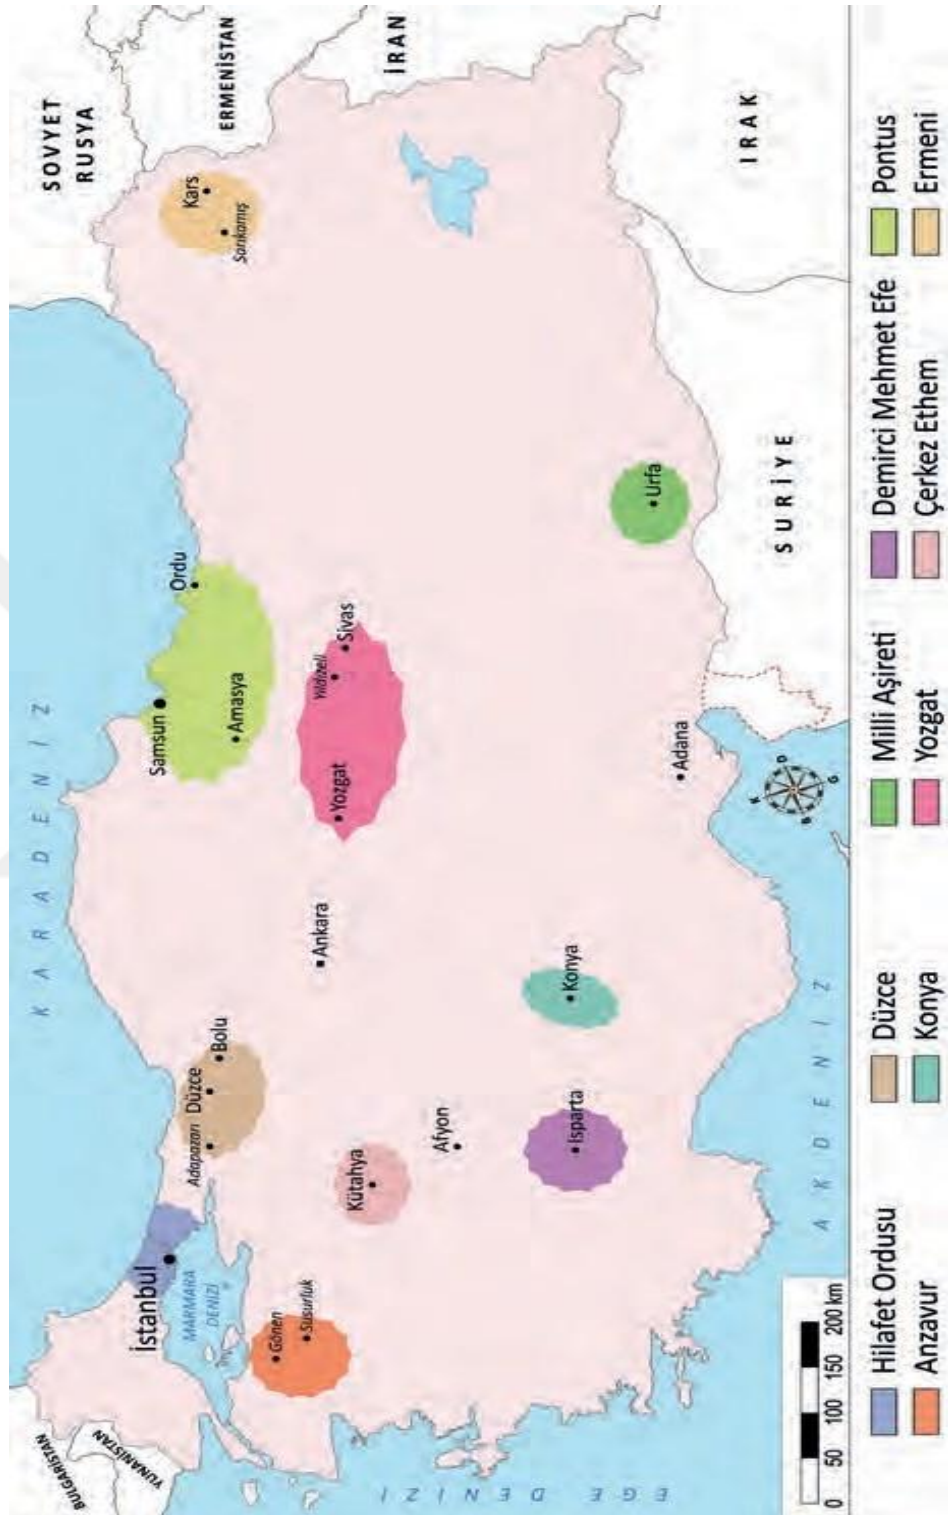 BULGARİSTAN
YUNANİSTAN
KARADENİZ
SOVYET
RUSYA
ERMENİSTAN
İRAN
IRAK
SURİYE
AKDENİZ
EGE DENİZİ
MARMARA
DENİZİ
İstanbul
Gönen
Susurluk
Adapazarı
Düzce
Bolu
Kütahya
Afyon
Isparta
Konya
Ankara
Samsun
Amasya
Ordu
Yozgat
Yıldızeli
Sivas
Adana
Urfa
Kars
Sarıkamış
K
D
G
B
0 50 100 150 200 km
Hilafet Ordusu
Düzce
Milli Aşireti
Demirci Mehmet Efe
Pontus
Anzavur
Konya
Yozgat
Çerkez Ethem
Ermeni